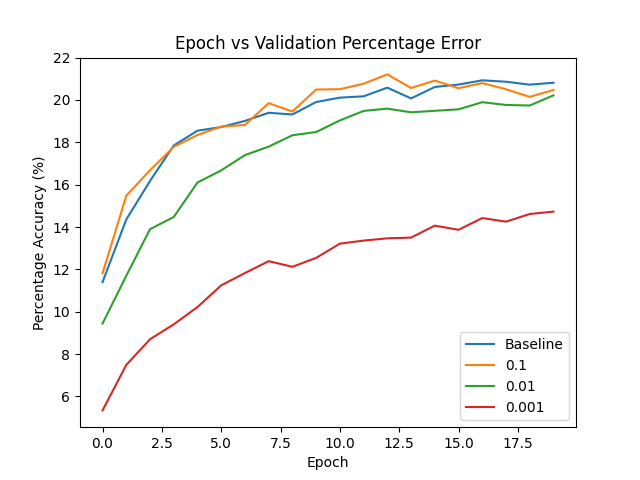 Epoch vs Validation Percentage Error
22
20
18
16
14
12
10
8
6
Percentage Accuracy (%)
0.0 2.5 5.0 7.5 10.0 12.5 15.0 17.5
Epoch
Baseline
0.1
0.01
0.001